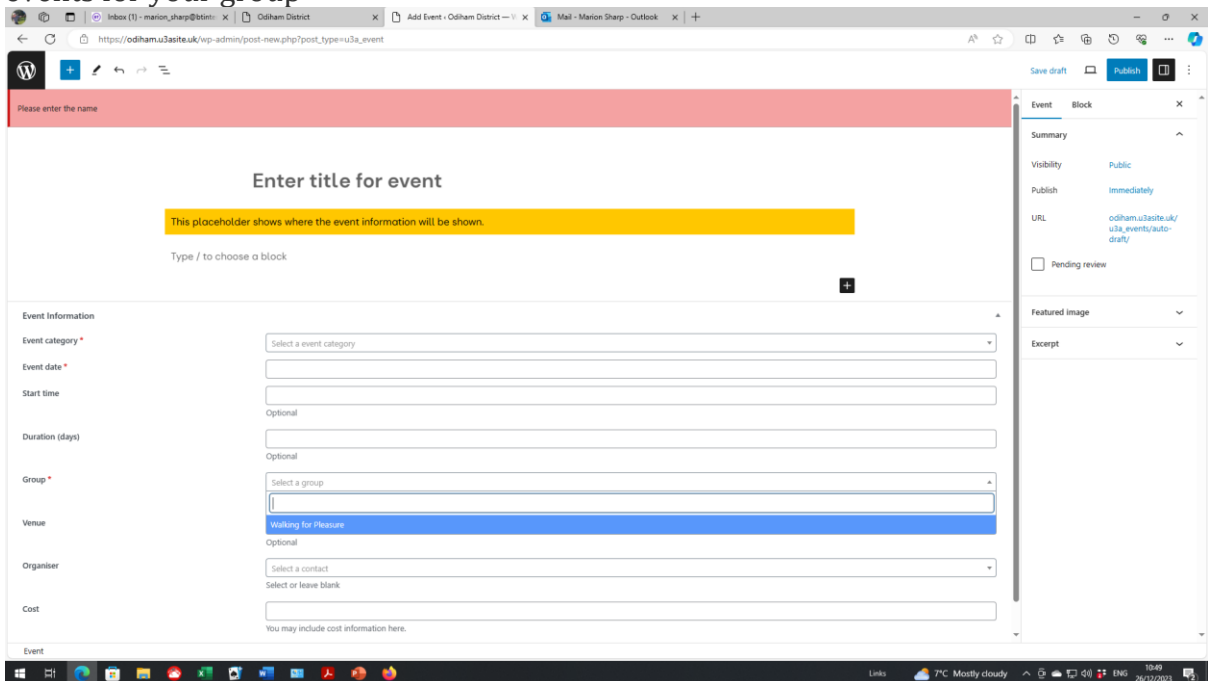 events for your group
Inbox (1) - marion_sharp@btinte
Odiham District
Add Event ‹ Odiham District — W
Mail - Marion Sharp - Outlook
https://odiham.u3asite.uk/wp-admin/post-new.php?post_type=u3a_event
Save draft
Publish
Please enter the name
Event Block
Summary
Visibility Public
Publish Immediately
URL odiham.u3asite.uk/
u3a_events/auto-
draft/
Pending review
Featured image
Excerpt
Enter title for event
This placeholder shows where the event information will be shown.
Type / to choose a block
Event Information
Event category *
Select a event category
Event date *
Start time
Optional
Duration (days)
Optional
Group *
Select a group
Walking for Pleasure
Venue
Optional
Organiser
Select a contact
Select or leave blank
Cost
You may include cost information here.
Event
Links
7°C Mostly cloudy
ENG
10:49
26/12/2023